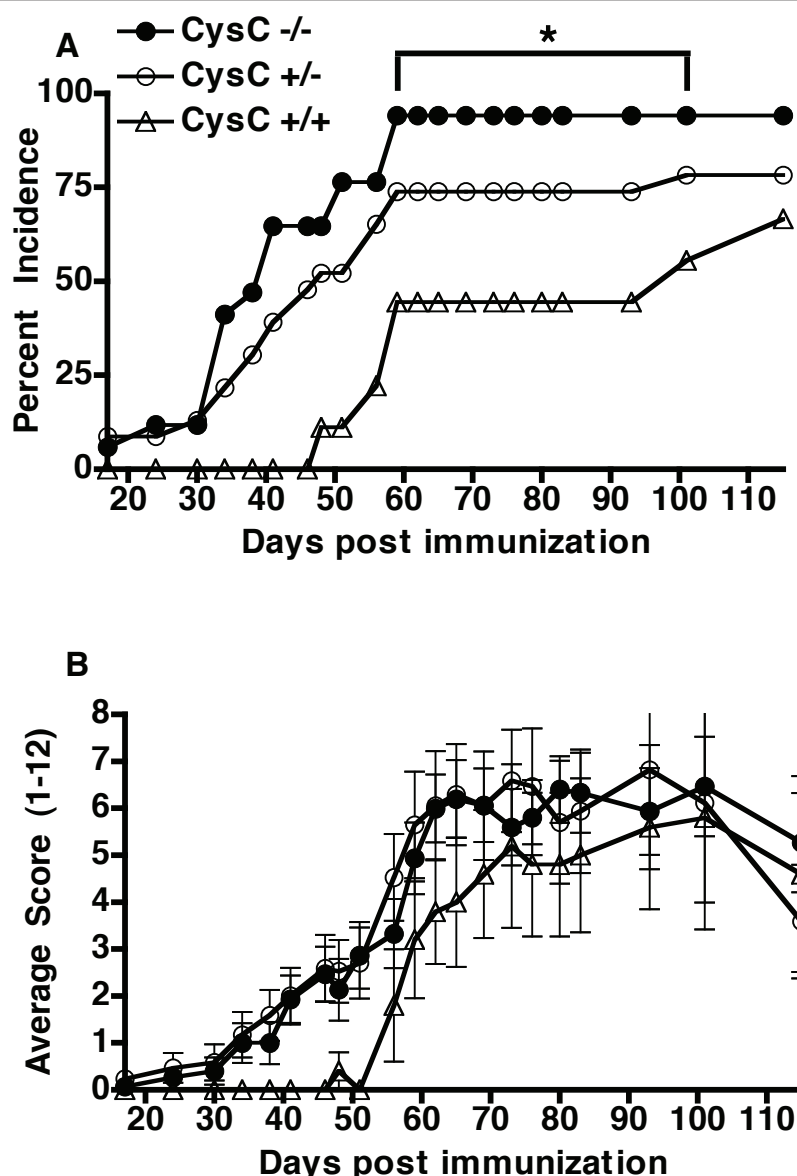 A
CysC -/-
CysC +/-
CysC +/+
*
100
75
50
25
0
Percent Incidence
20 30 40 50 60 70 80 90 100 110
Days post immunization
B
8
7
6
5
4
3
2
1
0
Average Score (1-12)
20 30 40 50 60 70 80 90 100 110
Days post immunization